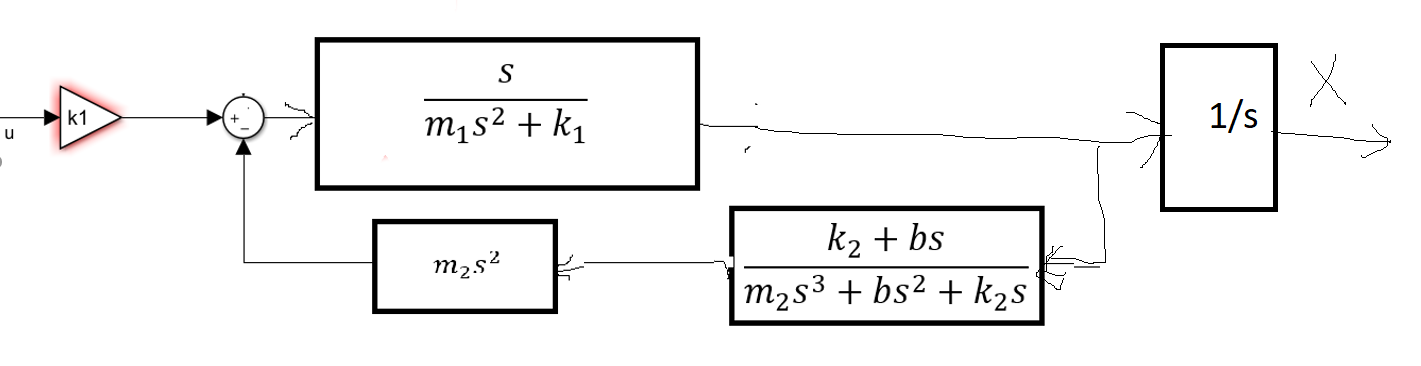 u
k1
+
−
s
m₁s² + k₁
1/s
X
m₂s²
k₂ + bs
m₂s³ + bs² + k₂s